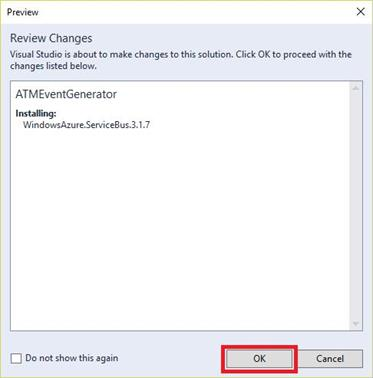 Preview
Review Changes
Visual Studio is about to make changes to this solution. Click OK to proceed with the
changes listed below.
ATMEventGenerator
Installing:
WindowsAzure.ServiceBus.3.1.7
Do not show this again
OK
Cancel